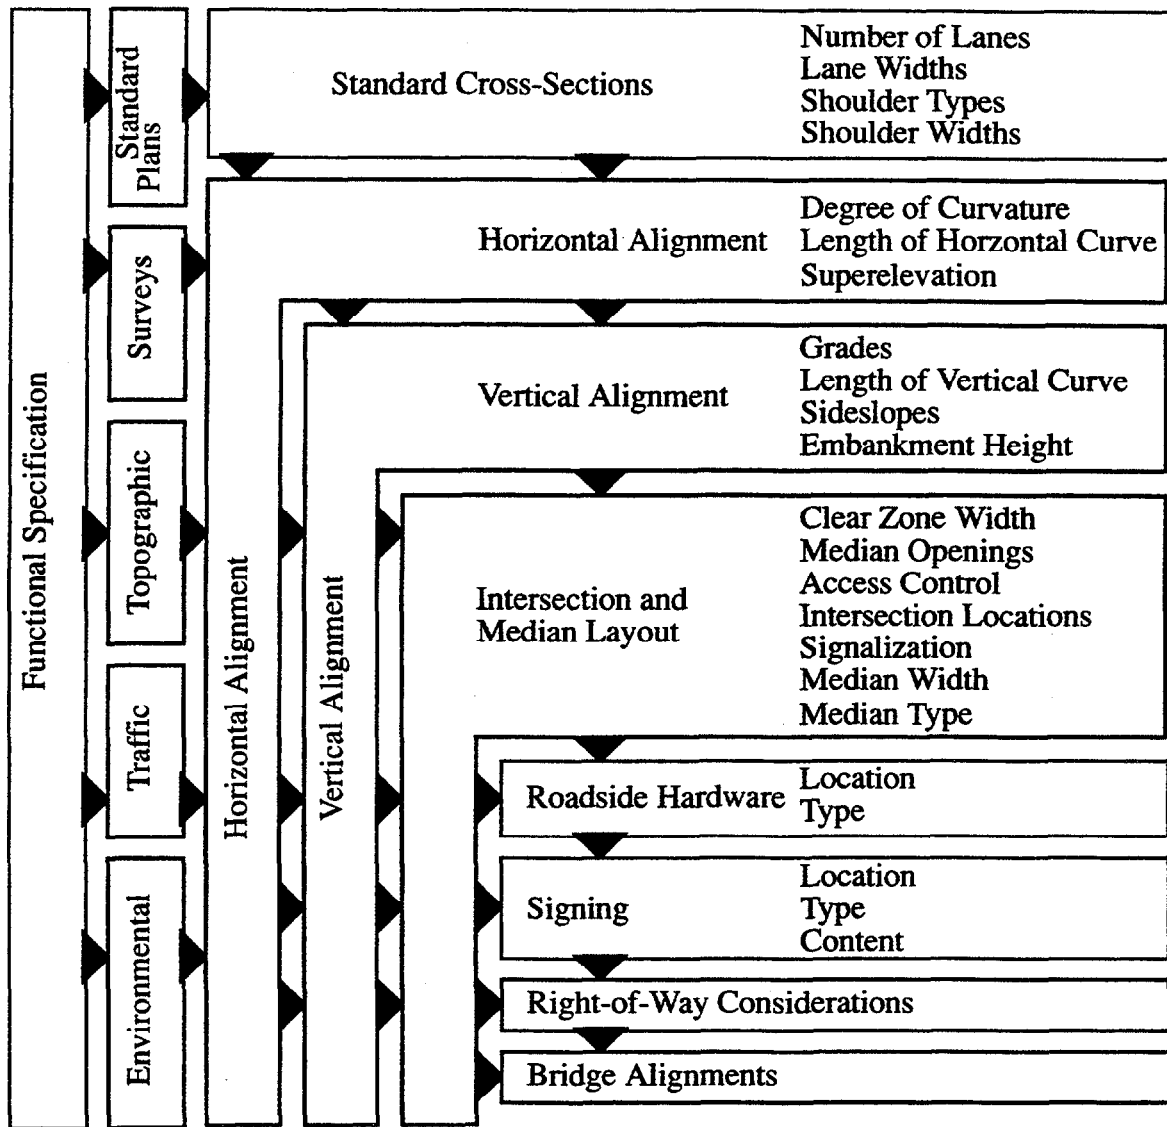 Functional Specification
Standard
Plans
Surveys
Topographic
Traffic
Environmental
Standard Cross-Sections
Number of Lanes
Lane Widths
Shoulder Types
Shoulder Widths
Horizontal Alignment
Horizontal Alignment
Degree of Curvature
Length of Horzontal Curve
Superelevation
Vertical Alignment
Vertical Alignment
Grades
Length of Vertical Curve
Sideslopes
Embankment Height
Intersection and
Median Layout
Clear Zone Width
Median Openings
Access Control
Intersection Locations
Signalization
Median Width
Median Type
Roadside Hardware
Location
Type
Signing
Location
Type
Content
Right-of-Way Considerations
Bridge Alignments